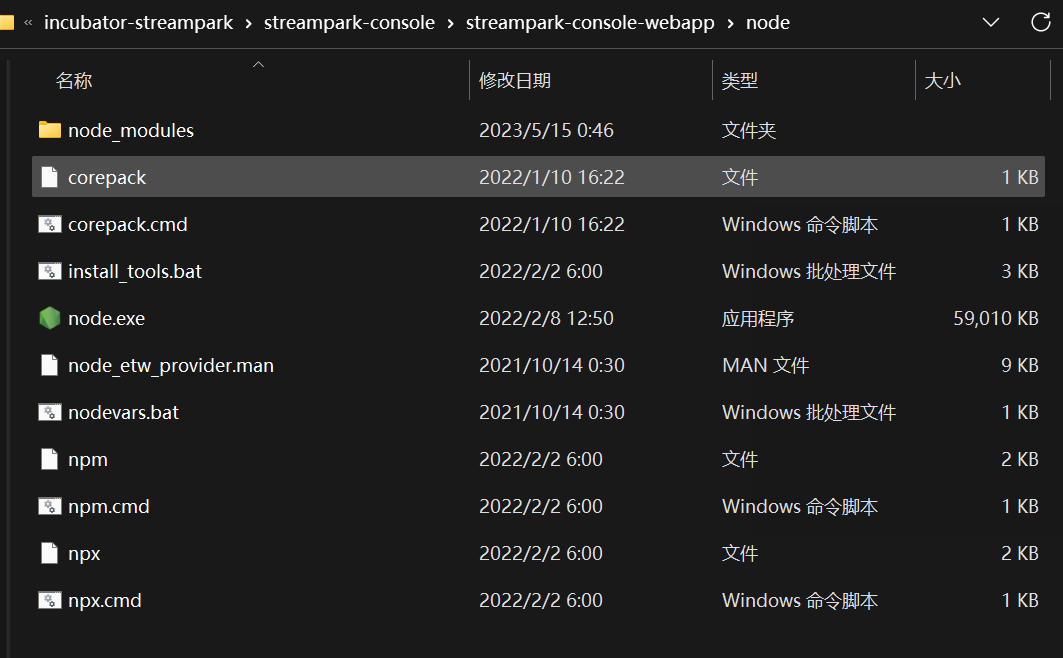 « incubator-streampark › streampark-console › streampark-console-webapp › node
名称 修改日期 类型 大小
node_modules 2023/5/15 0:46 文件夹
corepack 2022/1/10 16:22 文件 1 KB
corepack.cmd 2022/1/10 16:22 Windows 命令脚本 1 KB
install_tools.bat 2022/2/2 6:00 Windows 批处理文件 3 KB
node.exe 2022/2/8 12:50 应用程序 59,010 KB
node_etw_provider.man 2021/10/14 0:30 MAN 文件 9 KB
nodevars.bat 2021/10/14 0:30 Windows 批处理文件 1 KB
npm 2022/2/2 6:00 文件 2 KB
npm.cmd 2022/2/2 6:00 Windows 命令脚本 1 KB
npx 2022/2/2 6:00 文件 2 KB
npx.cmd 2022/2/2 6:00 Windows 命令脚本 1 KB